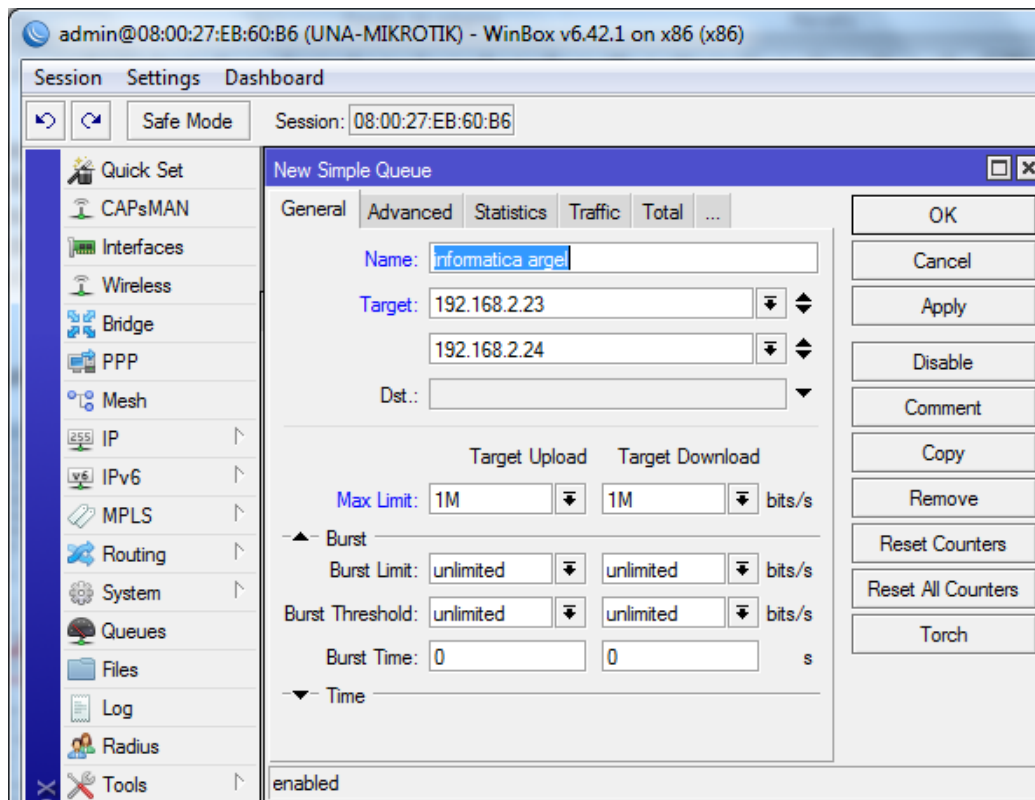 admin@08:00:27:EB:60:B6 (UNA-MIKROTIK) - WinBox v6.42.1 on x86 (x86)
Session Settings Dashboard
Safe Mode Session: 08:00:27:EB:60:B6
Quick Set
CAPsMAN
Interfaces
Wireless
Bridge
PPP
Mesh
255 IP
v6 IPv6
MPLS
Routing
System
Queues
Files
Log
Radius
Tools
New Simple Queue
General Advanced Statistics Traffic Total ...
Name: informatica argel
Target: 192.168.2.23
192.168.2.24
Dst.:
Target Upload Target Download
Max Limit: 1M 1M bits/s
Burst
Burst Limit: unlimited unlimited bits/s
Burst Threshold: unlimited unlimited bits/s
Burst Time: 0 0 s
Time
enabled
OK
Cancel
Apply
Disable
Comment
Copy
Remove
Reset Counters
Reset All Counters
Torch